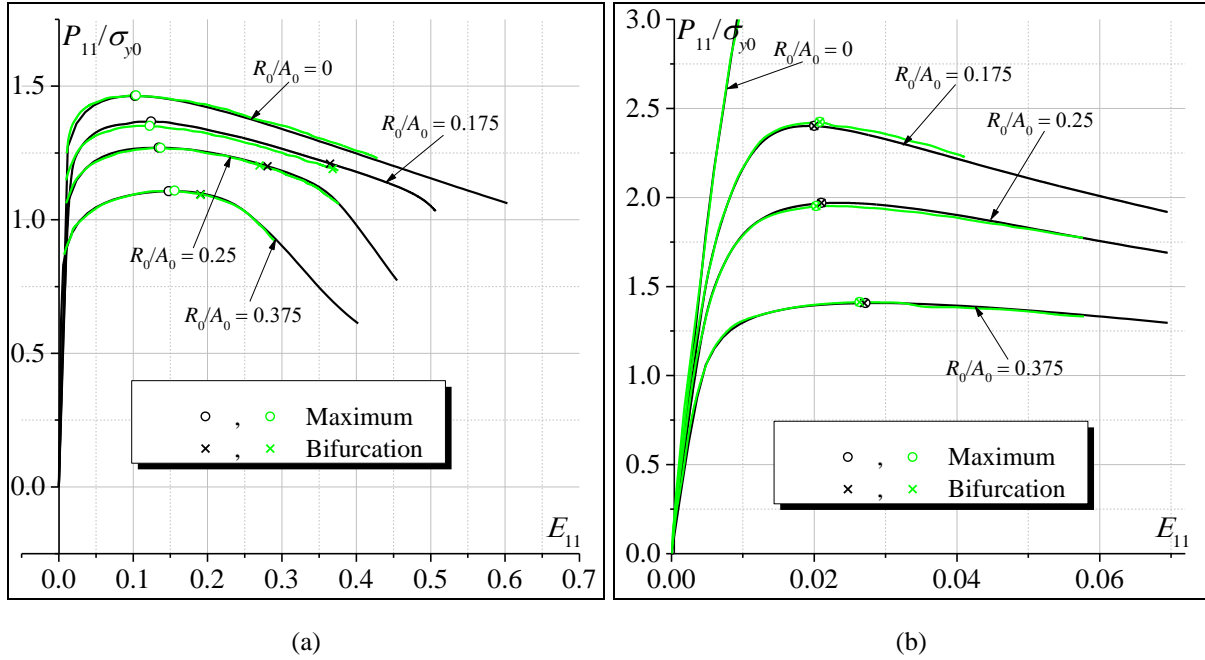 P₁₁/σ_y0
R₀/A₀ = 0
1.5
R₀/A₀ = 0.175
1.0
R₀/A₀ = 0.25
R₀/A₀ = 0.375
0.5
, Maximum
, Bifurcation
0.0
E₁₁
0.0 0.1 0.2 0.3 0.4 0.5 0.6 0.7
(a)
3.0
P₁₁/σ_y0
R₀/A₀ = 0
R₀/A₀ = 0.175
2.5
R₀/A₀ = 0.25
2.0
1.5
R₀/A₀ = 0.375
1.0
, Maximum
0.5
, Bifurcation
E₁₁
0.0
0.00 0.02 0.04 0.06
(b)